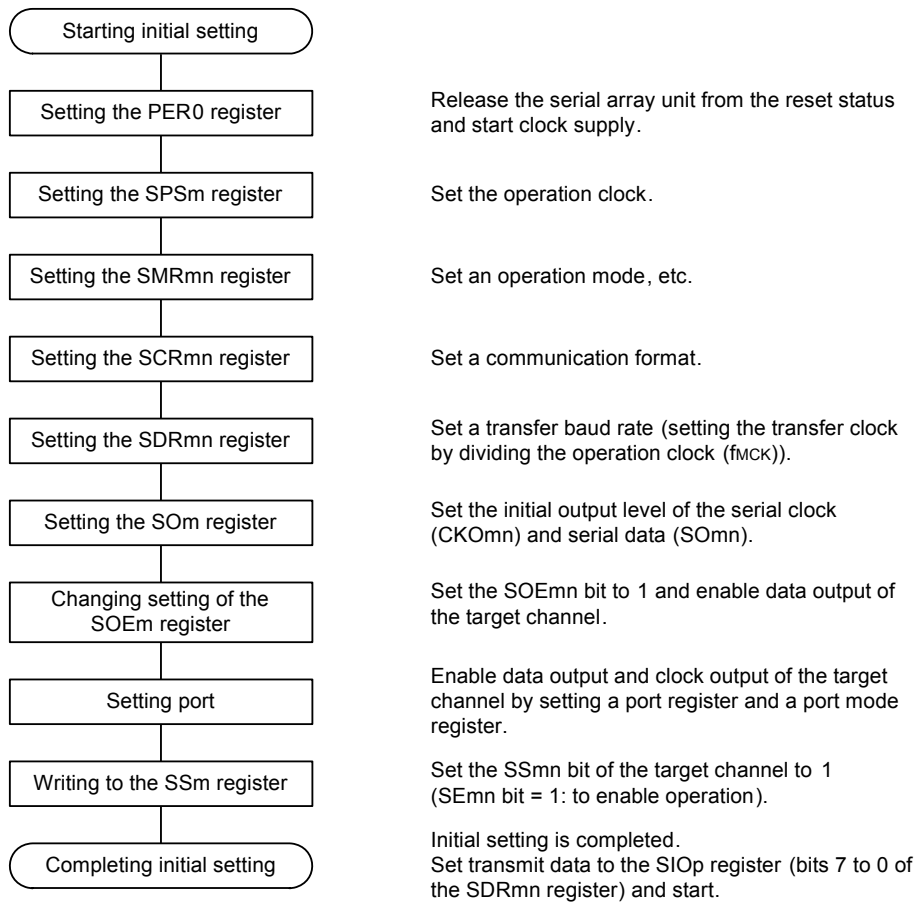 Starting initial setting
Setting the PER0 register
Release the serial array unit from the reset status
and start clock supply.
Setting the SPSm register
Set the operation clock.
Setting the SMRmn register
Set an operation mode, etc.
Setting the SCRmn register
Set a communication format.
Setting the SDRmn register
Set a transfer baud rate (setting the transfer clock
by dividing the operation clock (fMCK)).
Setting the SOm register
Set the initial output level of the serial clock
(CKOmn) and serial data (SOmn).
Changing setting of the
SOEm register
Set the SOEmn bit to 1 and enable data output of
the target channel.
Setting port
Enable data output and clock output of the target
channel by setting a port register and a port mode
register.
Writing to the SSm register
Set the SSmn bit of the target channel to 1
(SEmn bit = 1: to enable operation).
Completing initial setting
Initial setting is completed.
Set transmit data to the SIOp register (bits 7 to 0 of
the SDRmn register) and start.